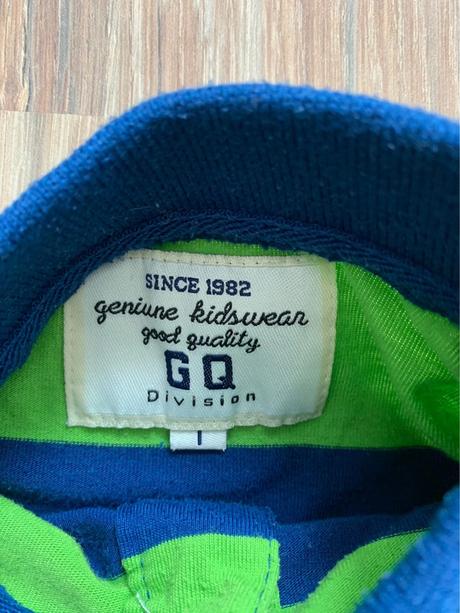 SINCE 1982
geniune kidswear
good quality
GQ
Division